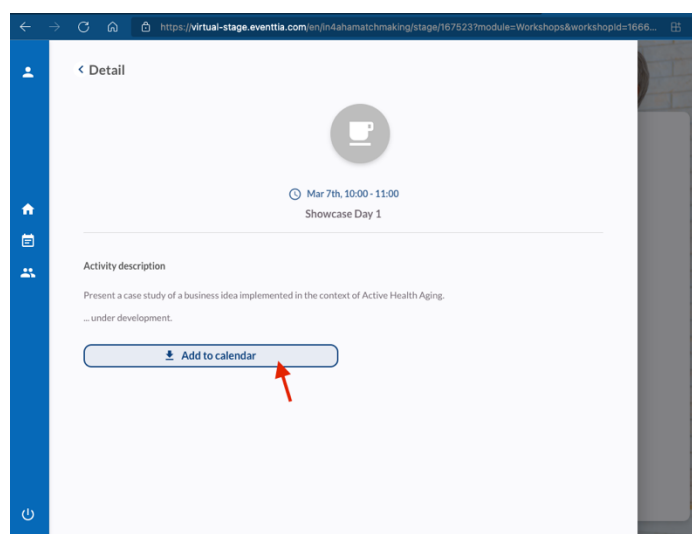 https://virtual-stage.eventtia.com/en/in4ahamatchmaking/stage/167523?module=Workshops&workshopId=1666...
Detail
Mar 7th, 10:00 - 11:00
Showcase Day 1
Activity description
Present a case study of a business idea implemented in the context of Active Health Aging.
... under development.
Add to calendar